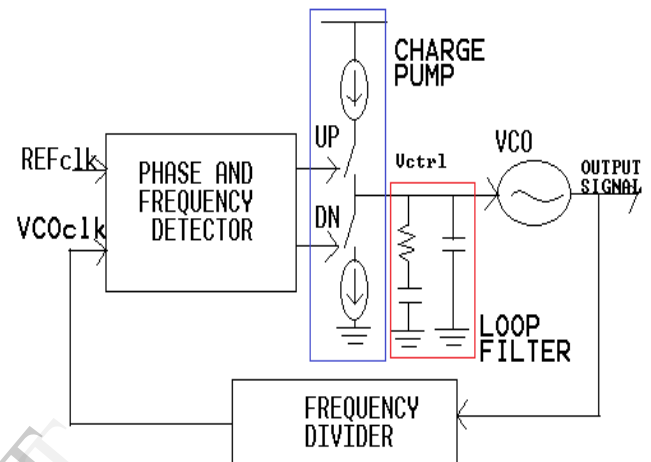 CHARGE
PUMP
UP
REFclk
PHASE AND
FREQUENCY
DETECTOR
Vctrl
VCO
OUTPUT
SIGNAL
VCOclk
DN
LOOP
FILTER
FREQUENCY
DIVIDER